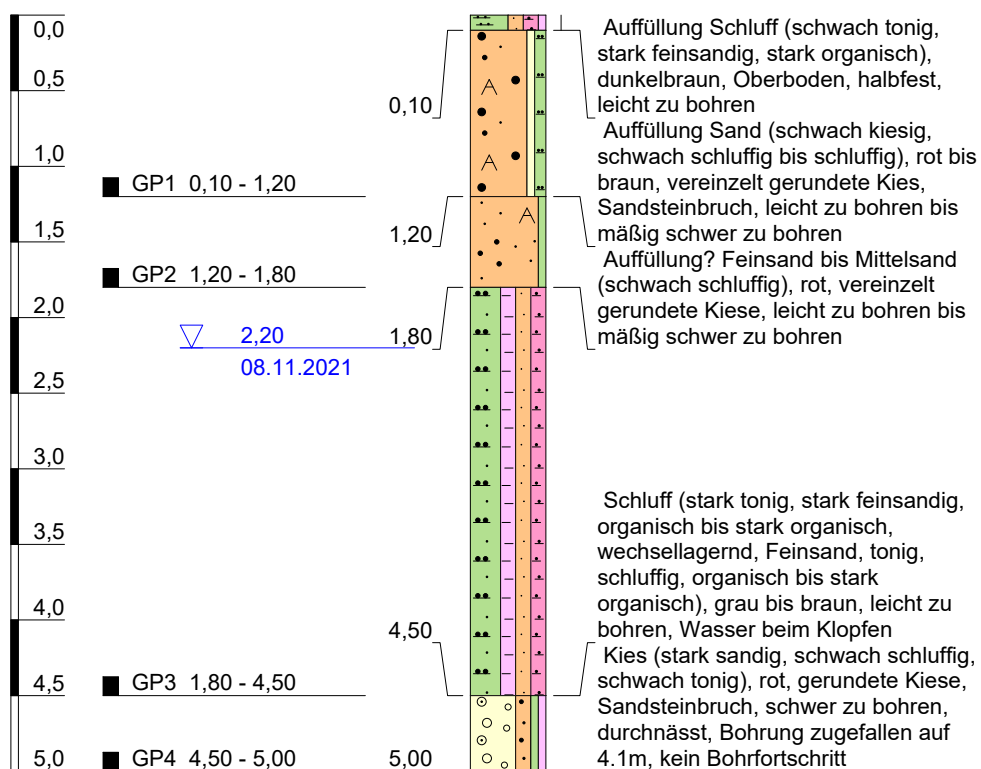 0,0
0,5
1,0
1,5
2,0
2,5
3,0
3,5
4,0
4,5
5,0
GP1 0,10 - 1,20
GP2 1,20 - 1,80
2,20
08.11.2021
GP3 1,80 - 4,50
GP4 4,50 - 5,00
0,10
1,20
1,80
4,50
5,00
A
A
A
Auffüllung Schluff (schwach tonig,
stark feinsandig, stark organisch),
dunkelbraun, Oberboden, halbfest,
leicht zu bohren
Auffüllung Sand (schwach kiesig,
schwach schluffig bis schluffig), rot bis
braun, vereinzelt gerundete Kies,
Sandsteinbruch, leicht zu bohren bis
mäßig schwer zu bohren
Auffüllung? Feinsand bis Mittelsand
(schwach schluffig), rot, vereinzelt
gerundete Kiese, leicht zu bohren bis
mäßig schwer zu bohren
Schluff (stark tonig, stark feinsandig,
organisch bis stark organisch,
wechsellagernd, Feinsand, tonig,
schluffig, organisch bis stark
organisch), grau bis braun, leicht zu
bohren, Wasser beim Klopfen
Kies (stark sandig, schwach schluffig,
schwach tonig), rot, gerundete Kiese,
Sandsteinbruch, schwer zu bohren,
durchnässt, Bohrung zugefallen auf
4.1m, kein Bohrfortschritt